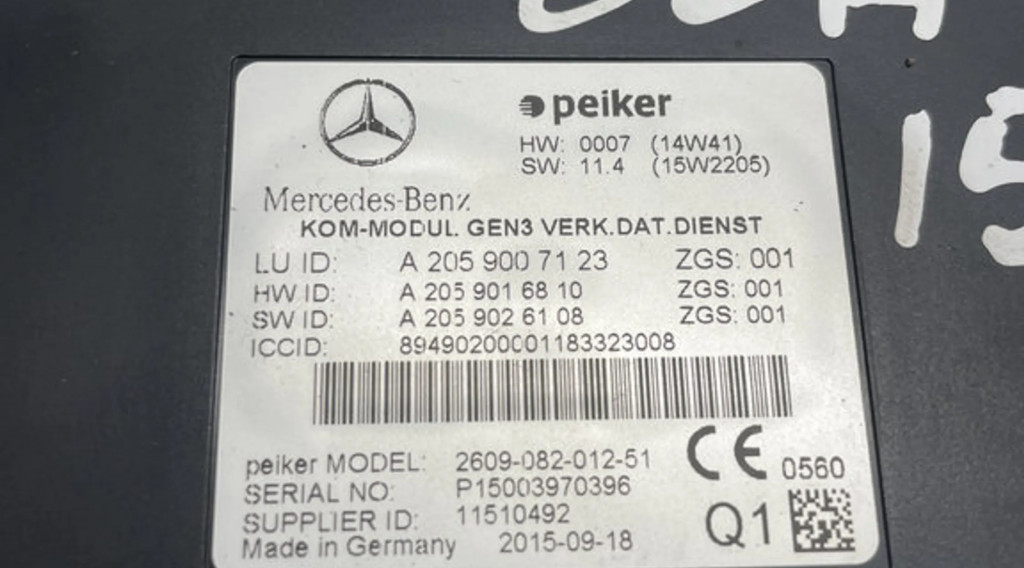 peiker
HW: 0007 (14W41)
SW: 11.4 (15W2205)
Mercedes-Benz
KOM-MODUL. GEN3 VERK.DAT.DIENST
LU ID: A 205 900 71 23 ZGS: 001
HW ID: A 205 901 68 10 ZGS: 001
SW ID: A 205 902 61 08 ZGS: 001
ICCID: 89490200001183323008
peiker MODEL: 2609-082-012-51
SERIAL NO: P15003970396
SUPPLIER ID: 11510492
Made in Germany 2015-09-18
CE 0560
Q1